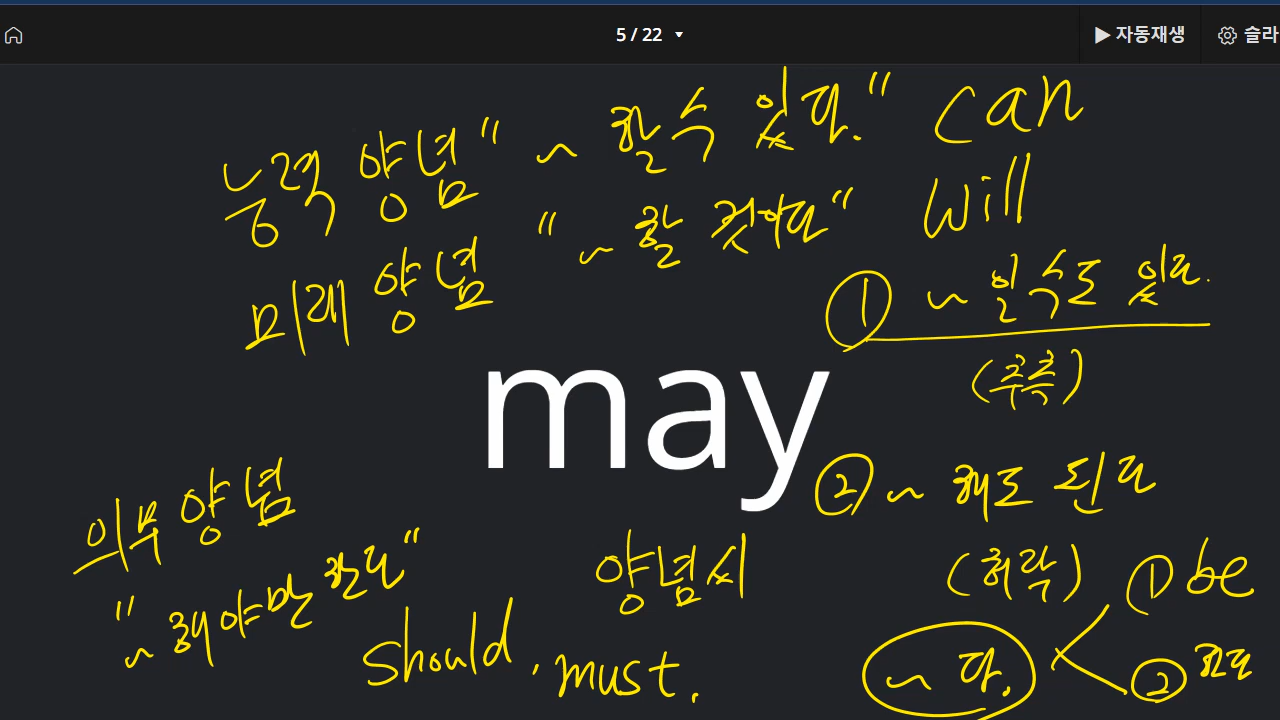 5 / 22
자동재생
슬라
능력 양념 "~ 할 수 있다." can
미래 양념 "~ 할 것이다" will
① ~ 일 수도 있다.
(추측)
may
② ~ 해도 된다
(허락)
의무 양념
"~ 해야만 한다"
should, must.
양념씨
~ 다.
① be
②